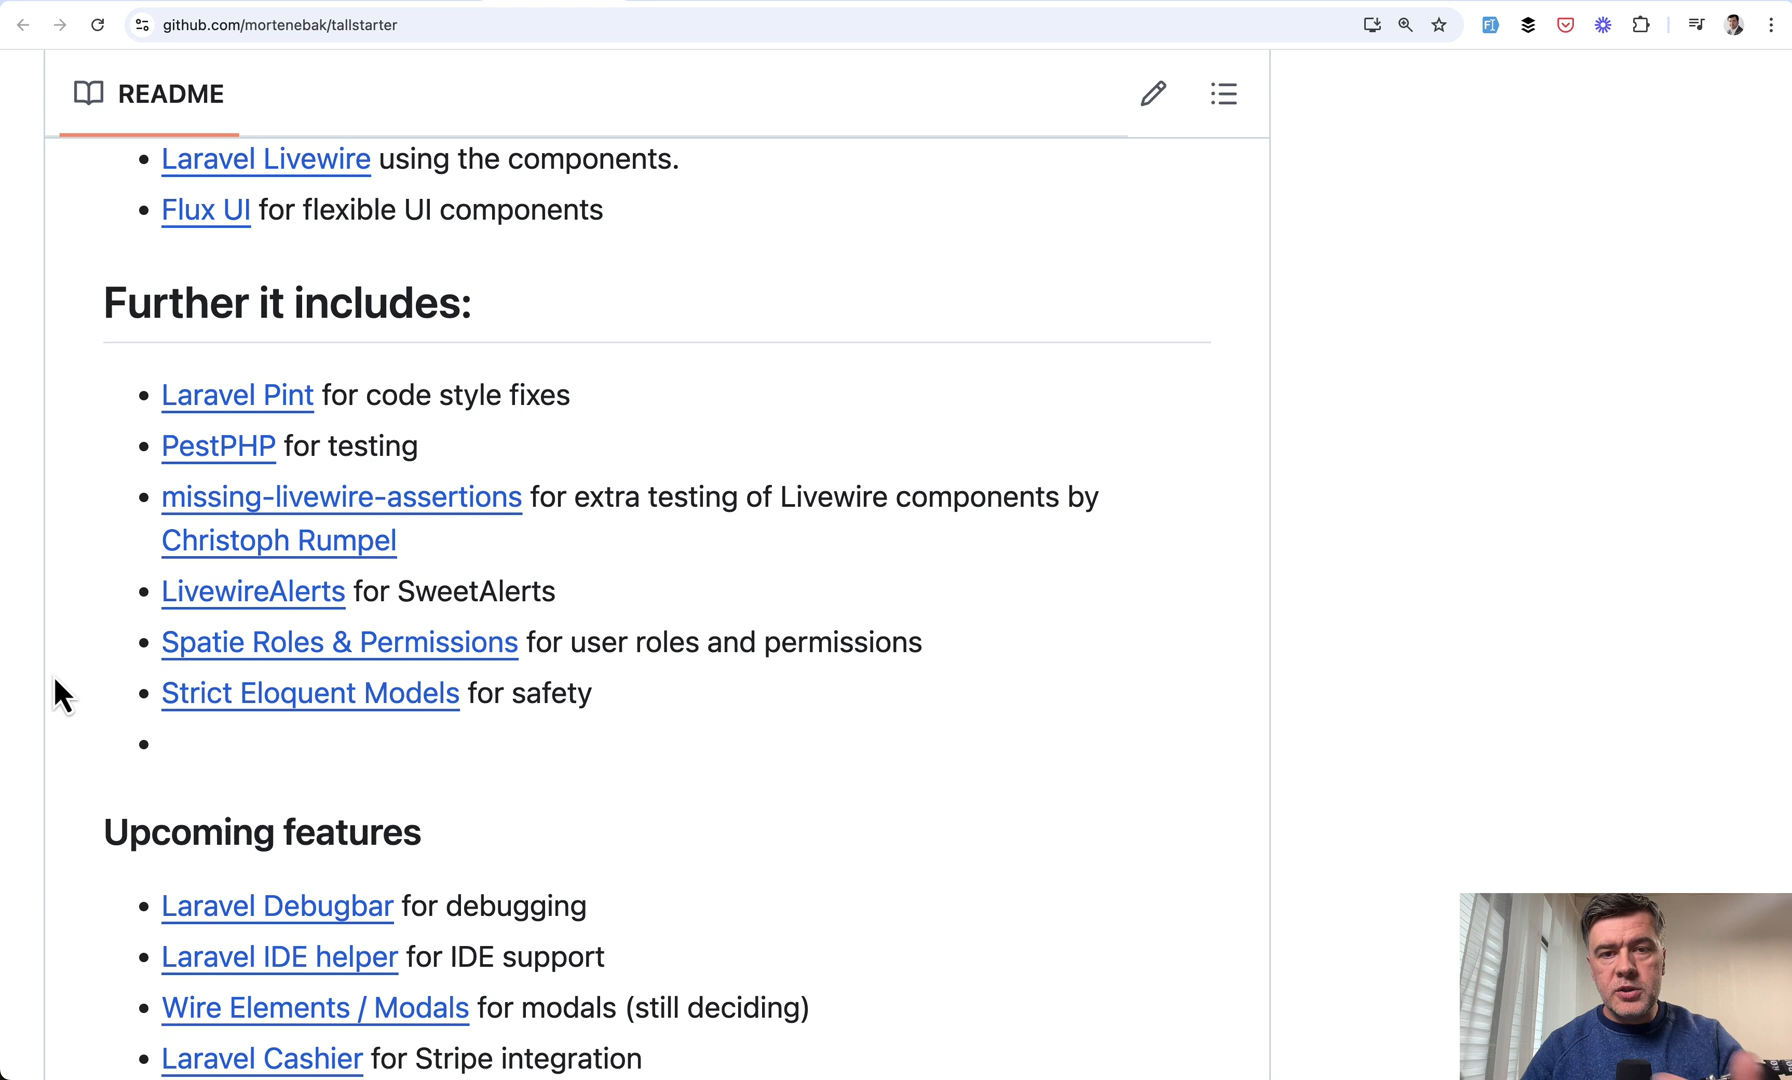 github.com/mortenebak/tallstarter
FI
README
• Laravel Livewire using the components.
• Flux UI for flexible UI components
Further it includes:
• Laravel Pint for code style fixes
• PestPHP for testing
• missing-livewire-assertions for extra testing of Livewire components by
Christoph Rumpel
• LivewireAlerts for SweetAlerts
• Spatie Roles & Permissions for user roles and permissions
• Strict Eloquent Models for safety
•
Upcoming features
• Laravel Debugbar for debugging
• Laravel IDE helper for IDE support
• Wire Elements / Modals for modals (still deciding)
• Laravel Cashier for Stripe integration